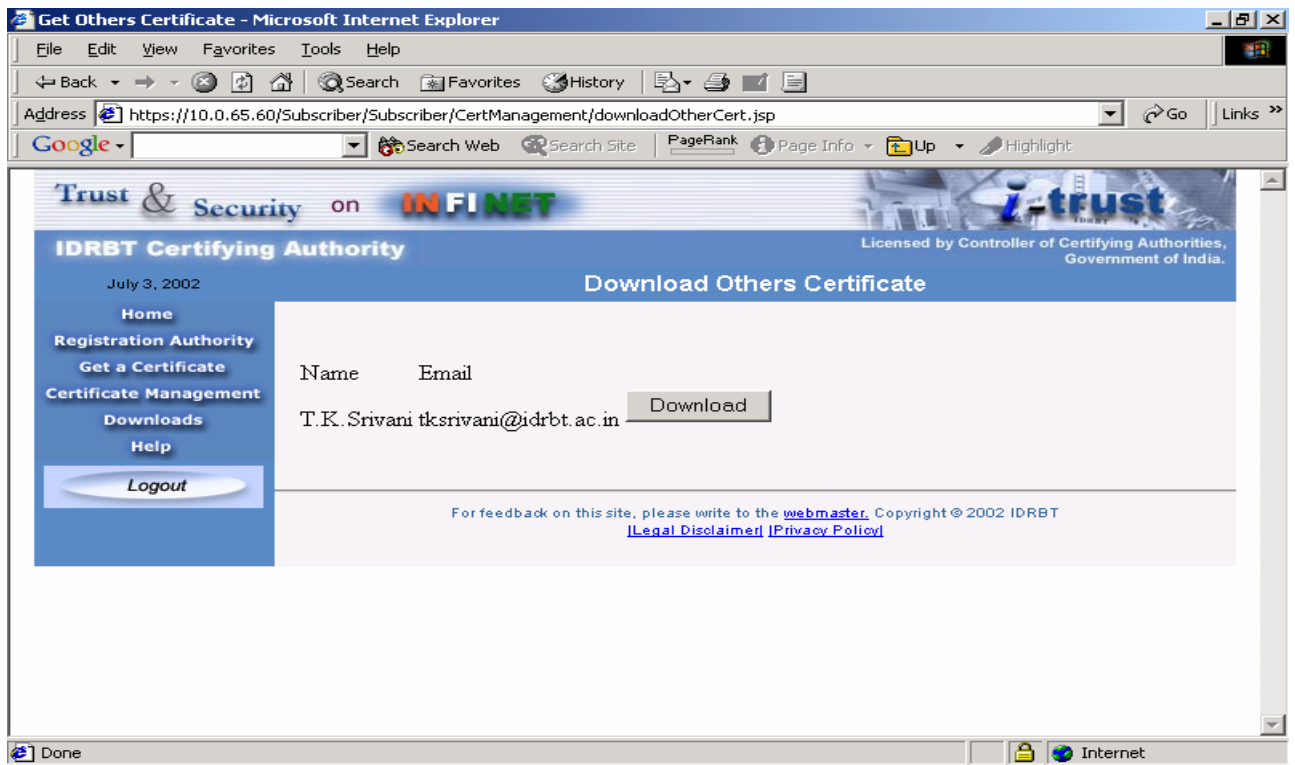 Get Others Certificate - Microsoft Internet Explorer
File Edit View Favorites Tools Help
Back Search Favorites History
Address https://10.0.65.60/Subscriber/Subscriber/CertManagement/downloadOtherCert.jsp Go Links »
Google Search Web Search Site PageRank Page Info Up Highlight
Trust & Security on INFINET i-trust
IDRBT
IDRBT Certifying Authority Licensed by Controller of Certifying Authorities,
Government of India.
July 3, 2002 Download Others Certificate
Home
Registration Authority
Get a Certificate
Certificate Management
Downloads
Help
Logout
Name Email
T.K.Srivani tksrivani@idrbt.ac.in Download
For feedback on this site, please write to the webmaster. Copyright © 2002 IDRBT
|Legal Disclaimer| |Privacy Policy|
Done Internet